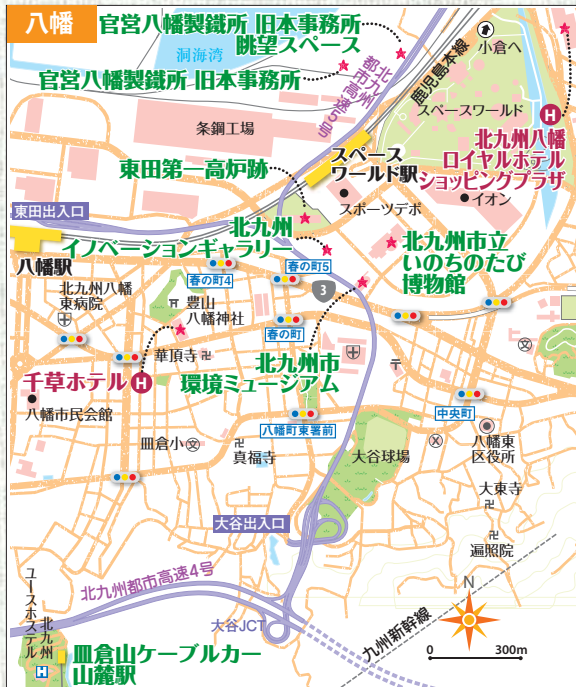 八幡
官営八幡製鐵所 旧本事務所
眺望スペース
洞海湾
官営八幡製鐵所 旧本事務所
北九州
都市高速5号
鹿児島本線
小倉へ
スペースワールド
H
北九州八幡
ロイヤルホテル
ショッピングプラザ
条鋼工場
スペース
ワールド駅
イオン
東田第一高炉跡
スポーツデポ
東田出入口
北九州
イノベーションギャラリー
北九州市立
いのちのたび
博物館
八幡駅
春の町4
春の町5
3
北九州八幡
東病院
豊山
八幡神社
春の町
文
華頂寺
卍
北九州市
環境ミュージアム
千草ホテル
H
八幡市民会館
中央町
八幡町東署前
皿倉小
文
卍
真福寺
大谷球場
八幡東
区役所
大東寺
卍
卍
遍照院
大谷出入口
北九州都市高速4号
ユースホステル
北九州
大谷JCT
九州新幹線
N
皿倉山ケーブルカー
山麓駅
H
0 300m